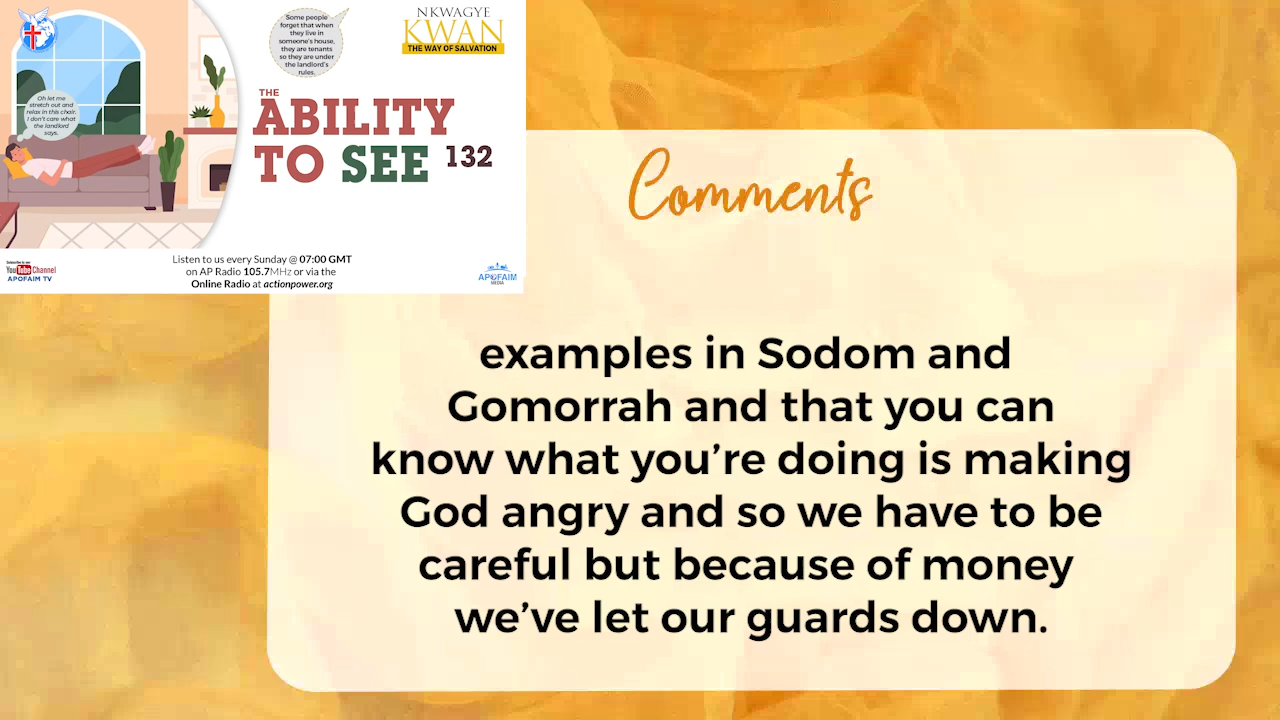 Some people
forget that when
they live in
someone's house,
they are tenants
so they are under
the landlord's
rules.
NKWAGYE
KWAN
THE WAY OF SALVATION
Oh let me
stretch out and
relax in this chair.
I don't care what
the landlord
says.
THE
ABILITY
TO SEE 132
Listen to us every Sunday @ 07:00 GMT
on AP Radio 105.7MHz or via the
Online Radio at actionpower.org
Subscribe to our
YouTube Channel
APOFAIM TV
APOFAIM
MEDIA
Comments
examples in Sodom and
Gomorrah and that you can
know what you're doing is making
God angry and so we have to be
careful but because of money
we've let our guards down.